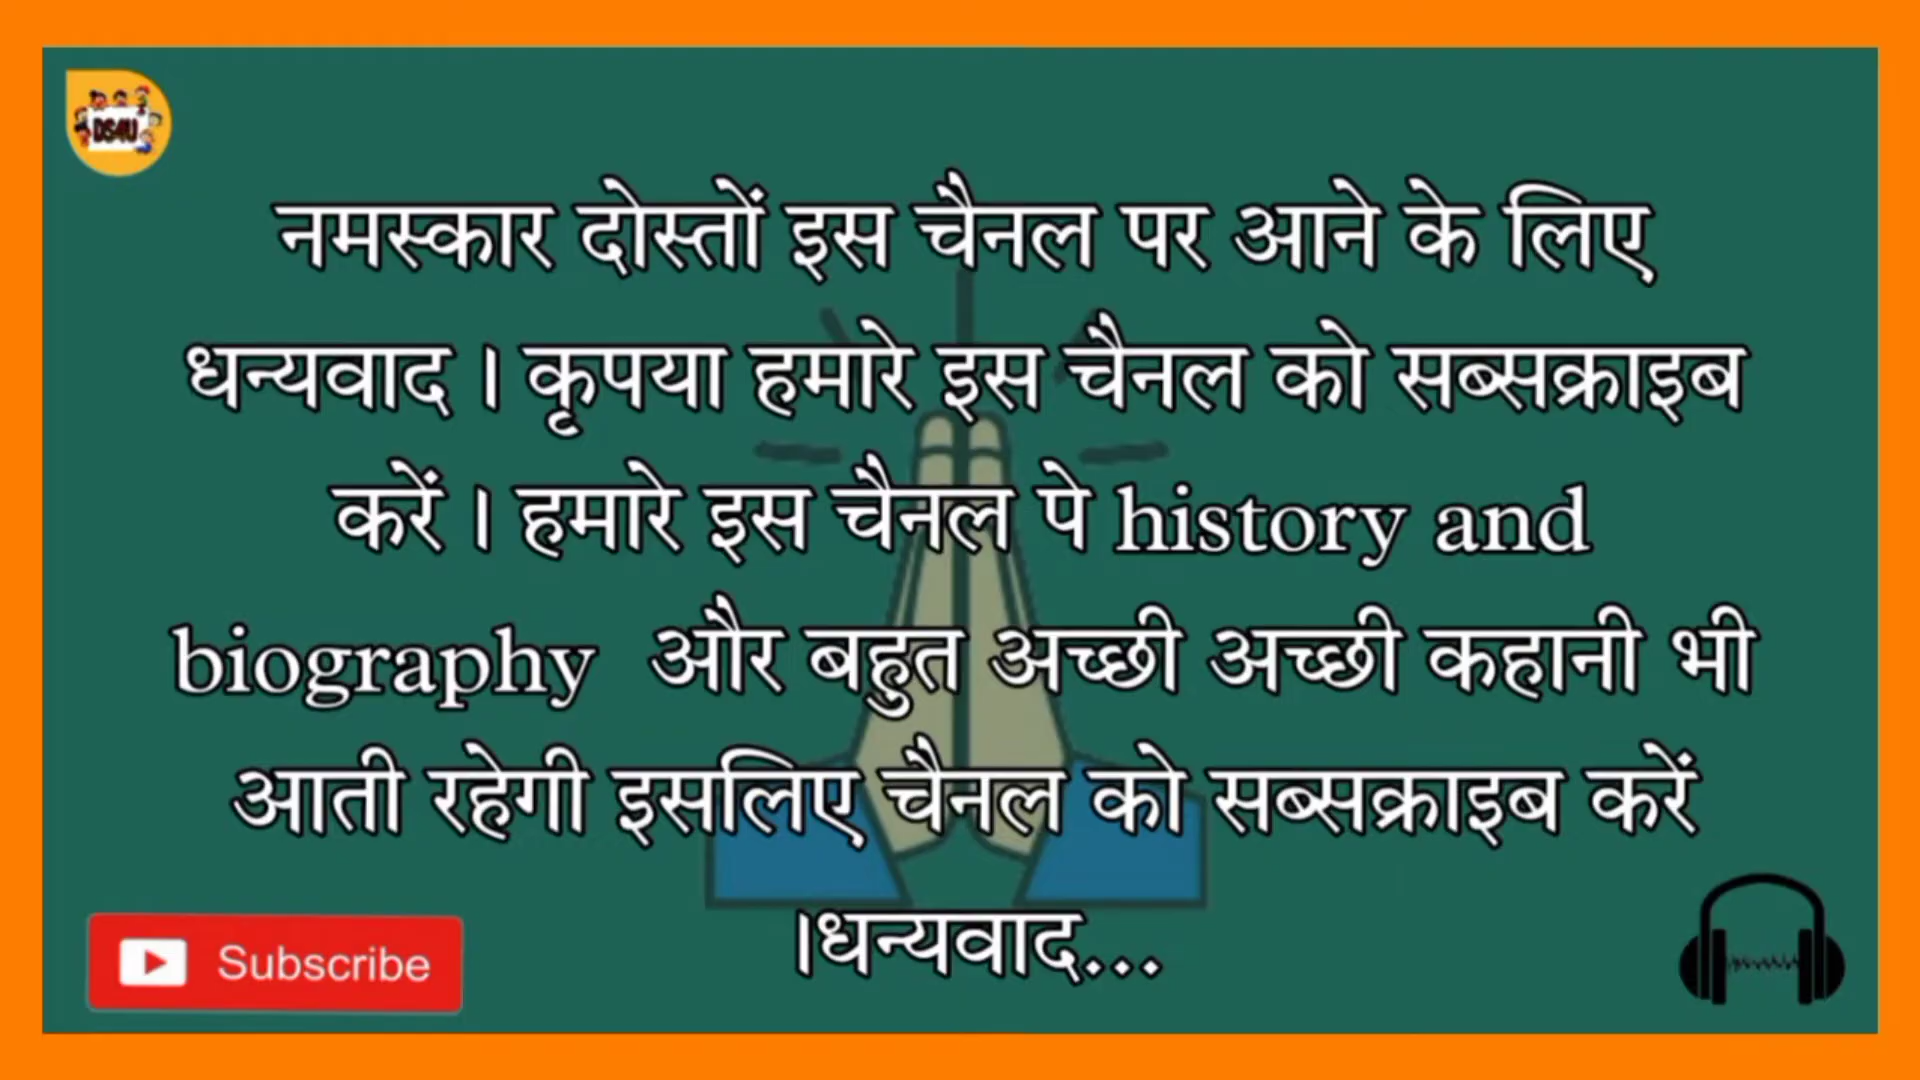 DS4U
नमस्कार दोस्तों इस चैनल पर आने के लिए
धन्यवाद । कृपया हमारे इस चैनल को सब्सक्राइब
करें । हमारे इस चैनल पे history and
biography और बहुत अच्छी अच्छी कहानी भी
आती रहेगी इसलिए चैनल को सब्सक्राइब करें
।धन्यवाद...
Subscribe